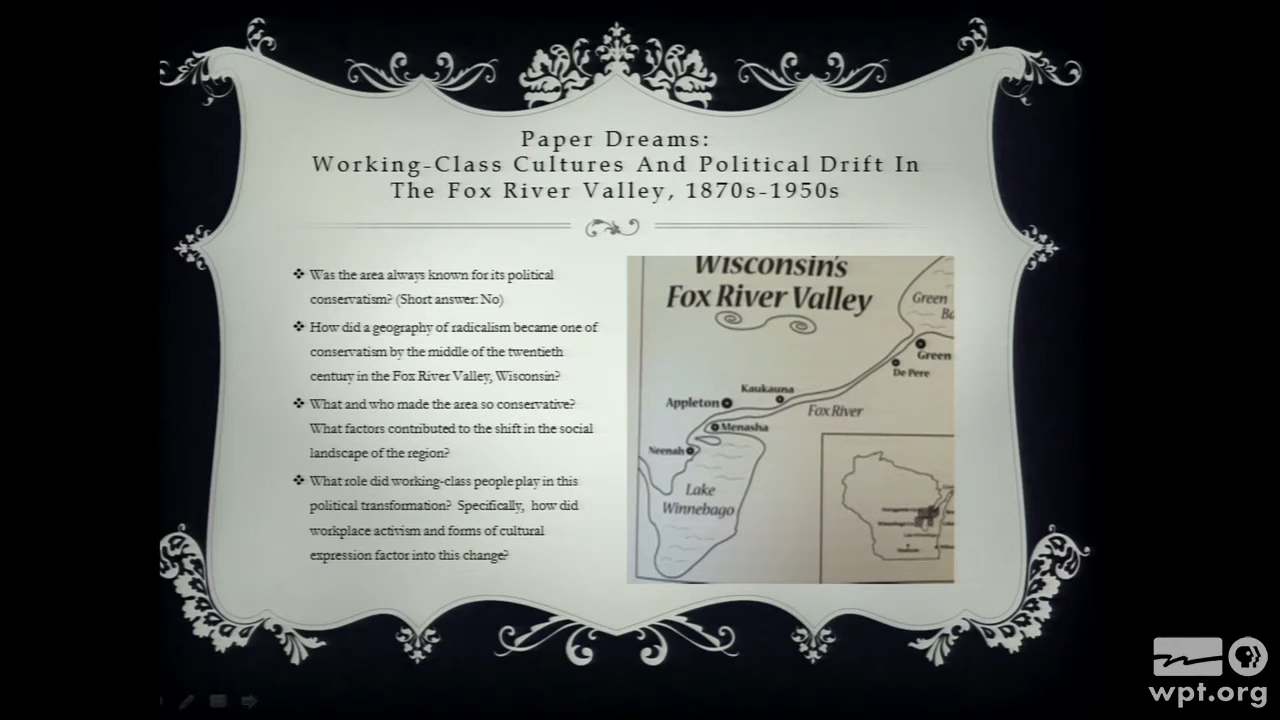 Paper Dreams:
Working-Class Cultures And Political Drift In
The Fox River Valley, 1870s-1950s
❖ Was the area always known for its political
conservatism? (Short answer: No)
❖ How did a geography of radicalism became one of
conservatism by the middle of the twentieth
century in the Fox River Valley, Wisconsin?
❖ What and who made the area so conservative?
What factors contributed to the shift in the social
landscape of the region?
❖ What role did working-class people play in this
political transformation? Specifically, how did
workplace activism and forms of cultural
expression factor into this change?
Wisconsin's
Fox River Valley
Green
Ba
Green
De Pere
Kaukauna
Appleton
Fox River
Menasha
Neenah
Lake
Winnebago
wpt.org